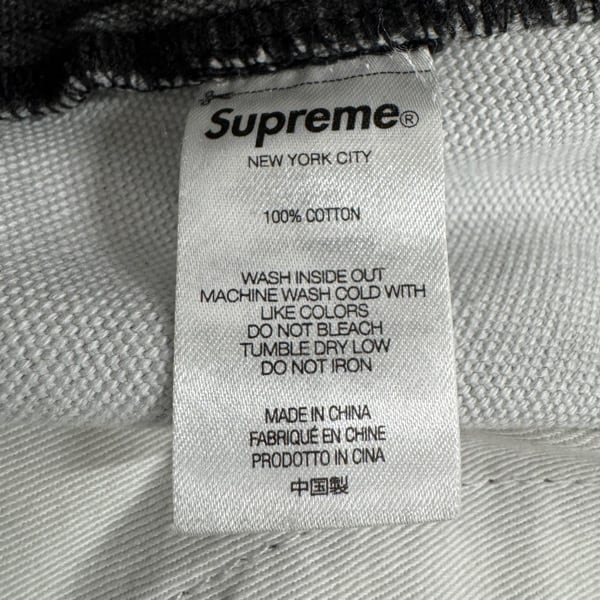 Supreme®
NEW YORK CITY
100% COTTON
WASH INSIDE OUT
MACHINE WASH COLD WITH
LIKE COLORS
DO NOT BLEACH
TUMBLE DRY LOW
DO NOT IRON
MADE IN CHINA
FABRIQUÉ EN CHINE
PRODOTTO IN CINA
中国製